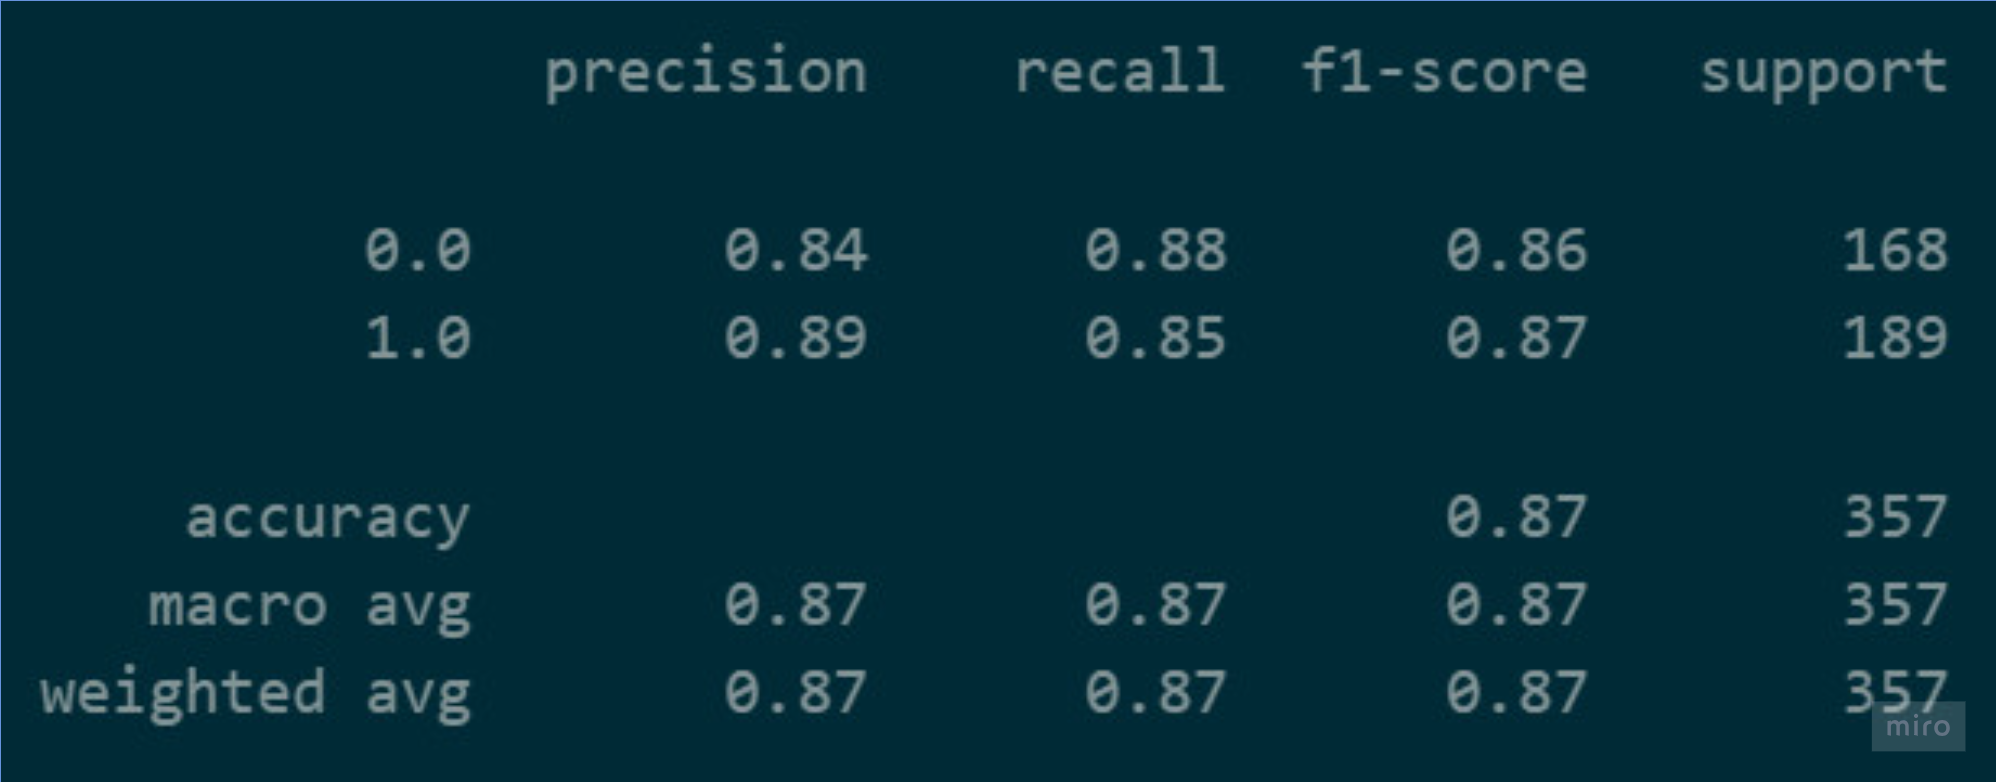 precision recall f1-score support
0.0 0.84 0.88 0.86 168
1.0 0.89 0.85 0.87 189
accuracy 0.87 357
macro avg 0.87 0.87 0.87 357
weighted avg 0.87 0.87 0.87 357
miro